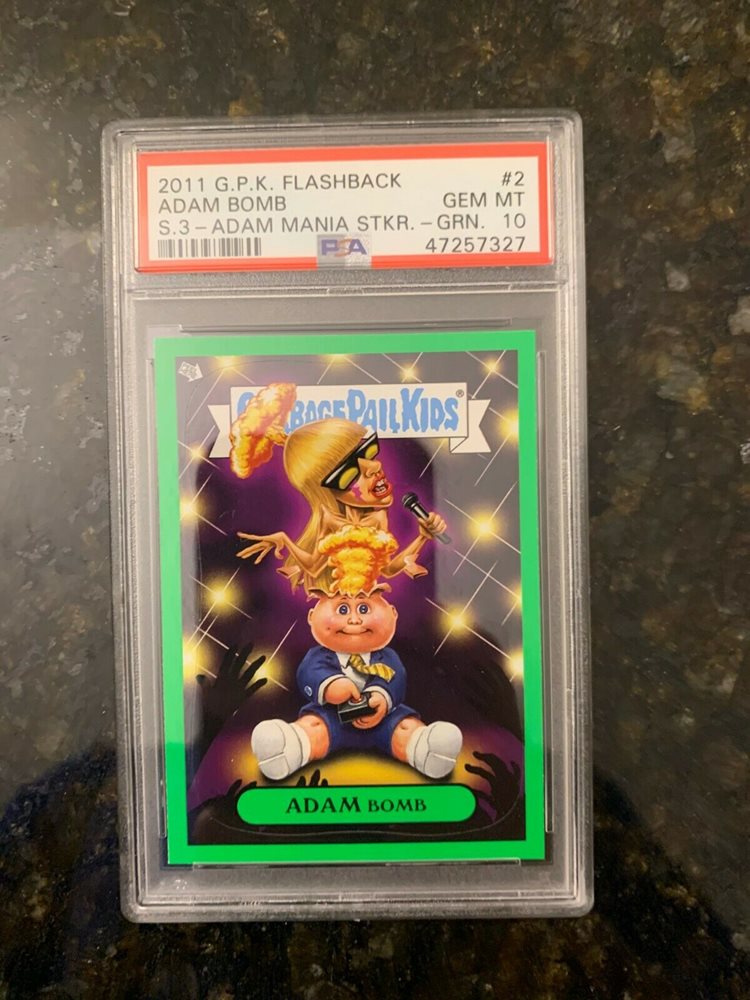 2011 G.P.K. FLASHBACK #2
ADAM BOMB GEM MT
S.3-ADAM MANIA STKR.-GRN. 10
PSA 47257327
GARBAGE PAIL KIDS®
ADAM BOMB